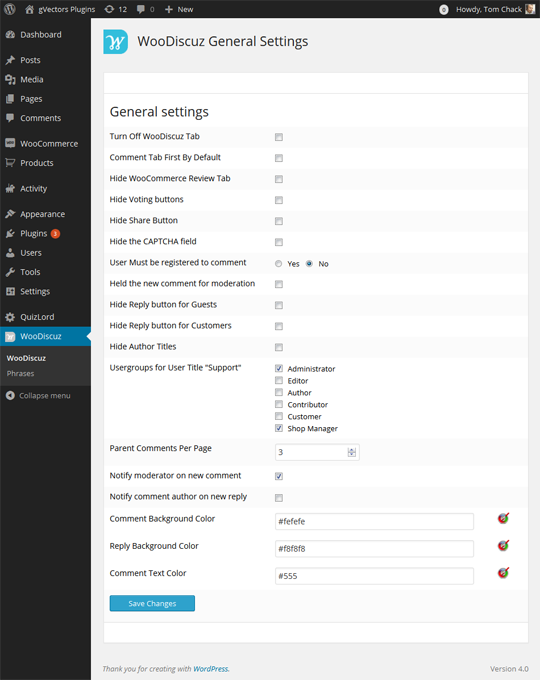 gVectors Plugins 12 0 + New 0 Howdy, Tom Chack
Dashboard
Posts
Media
Pages
Comments
WooCommerce
Products
Activity
Appearance
Plugins 3
Users
Tools
Settings
QuizLord
WooDiscuz
WooDiscuz
Phrases
Collapse menu
WooDiscuz General Settings
General settings
Turn Off WooDiscuz Tab
Comment Tab First By Default
Hide WooCommerce Review Tab
Hide Voting buttons
Hide Share Button
Hide the CAPTCHA field
User Must be registered to comment Yes No
Held the new comment for moderation
Hide Reply button for Guests
Hide Reply button for Customers
Hide Author Titles
Usergroups for User Title "Support" Administrator
Editor
Author
Contributor
Customer
Shop Manager
Parent Comments Per Page 3
Notify moderator on new comment
Notify comment author on new reply
Comment Background Color #fefefe
Reply Background Color #f8f8f8
Comment Text Color #555
Save Changes
Thank you for creating with WordPress. Version 4.0